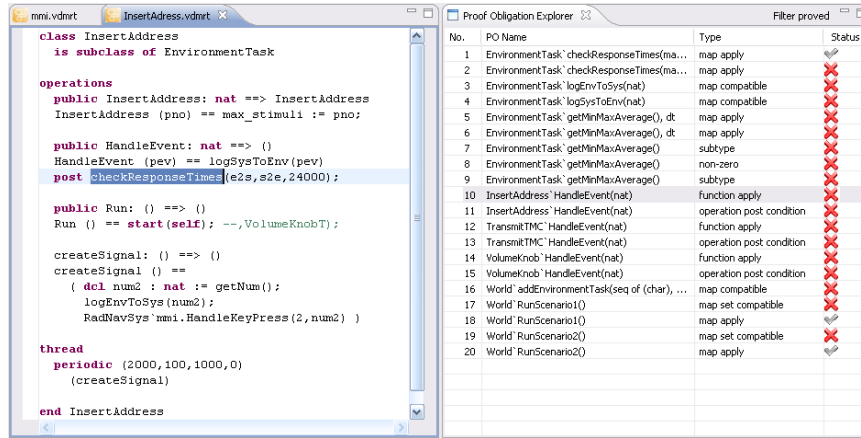 mmi.vdmrt InsertAdress.vdmrt
class InsertAddress
is subclass of EnvironmentTask
operations
public InsertAddress: nat ==> InsertAddress
InsertAddress (pno) == max_stimuli := pno;
public HandleEvent: nat ==> ()
HandleEvent (pev) == logSysToEnv(pev)
post checkResponseTimes(e2s,s2e,24000);
public Run: () ==> ()
Run () == start(self); --,VolumeKnobT);
createSignal: () ==> ()
createSignal () ==
( dcl num2 : nat := getNum();
logEnvToSys(num2);
RadNavSys`mmi.HandleKeyPress(2,num2) )
thread
periodic (2000,100,1000,0)
(createSignal)
end InsertAddress
Proof Obligation Explorer Filter proved
No. PO Name Type Status
1 EnvironmentTask`checkResponseTimes(ma... map apply
2 EnvironmentTask`checkResponseTimes(ma... map apply
3 EnvironmentTask`logEnvToSys(nat) map compatible
4 EnvironmentTask`logSysToEnv(nat) map compatible
5 EnvironmentTask`getMinMaxAverage(), dt map apply
6 EnvironmentTask`getMinMaxAverage(), dt map apply
7 EnvironmentTask`getMinMaxAverage() subtype
8 EnvironmentTask`getMinMaxAverage() non-zero
9 EnvironmentTask`getMinMaxAverage() subtype
10 InsertAddress`HandleEvent(nat) function apply
11 InsertAddress`HandleEvent(nat) operation post condition
12 TransmitTMC`HandleEvent(nat) function apply
13 TransmitTMC`HandleEvent(nat) operation post condition
14 VolumeKnob`HandleEvent(nat) function apply
15 VolumeKnob`HandleEvent(nat) operation post condition
16 World`addEnvironmentTask(seq of (char), ... map compatible
17 World`RunScenario1() map set compatible
18 World`RunScenario1() map apply
19 World`RunScenario2() map set compatible
20 World`RunScenario2() map apply